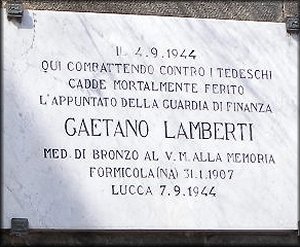 IL 4.9.1944
QUI COMBATTENDO CONTRO I TEDESCHI
CADDE MORTALMENTE FERITO
L'APPUNTATO DELLA GUARDIA DI FINANZA
GAETANO LAMBERTI
MED. DI BRONZO AL V.M. ALLA MEMORIA
FORMICOLA (NA) 31.1.1907
LUCCA 7.9.1944